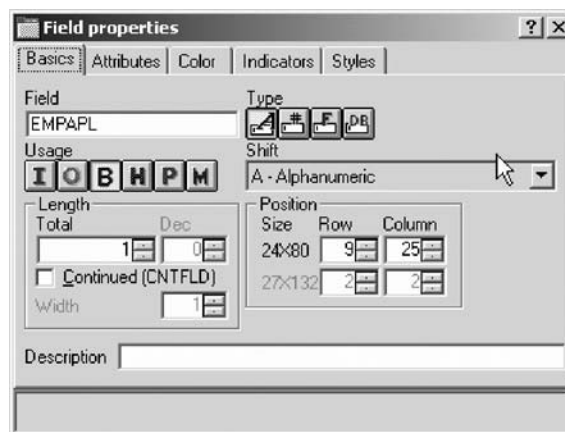 Field properties ? X
Basics Attributes Color Indicators Styles
Field Type
EMPAPL A # F DB
Usage Shift
I O B H P M A - Alphanumeric
Length Position
Total Dec Size Row Column
1 0 24X80 9 25
Continued (CNTFLD) 27X132 2 2
Width 1
Description